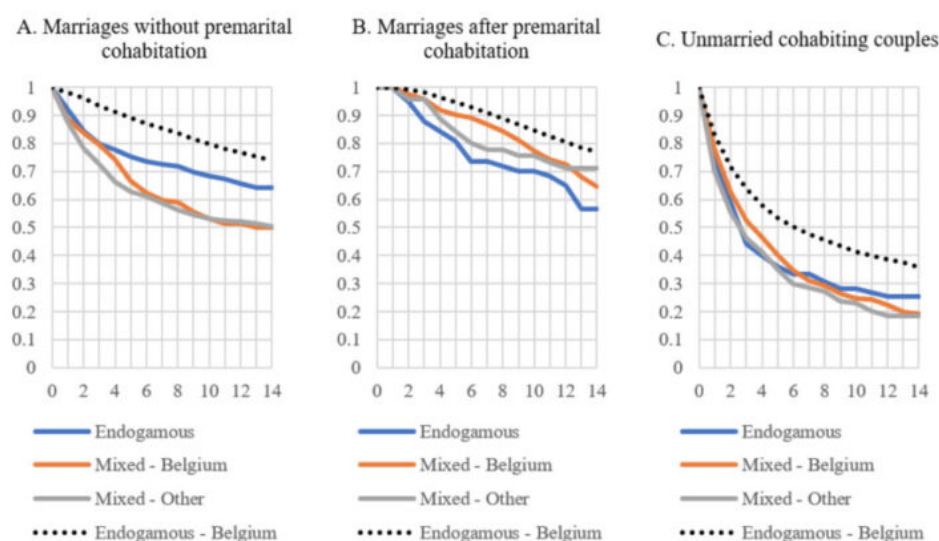 A. Marriages without premarital
cohabitation
1
0.9
0.8
0.7
0.6
0.5
0.4
0.3
0.2
0.1
0
0 2 4 6 8 10 12 14
Endogamous
Mixed - Belgium
Mixed - Other
Endogamous - Belgium
B. Marriages after premarital
cohabitation
1
0.9
0.8
0.7
0.6
0.5
0.4
0.3
0.2
0.1
0
0 2 4 6 8 10 12 14
Endogamous
Mixed - Belgium
Mixed - Other
Endogamous - Belgium
C. Unmarried cohabiting couples
1
0.9
0.8
0.7
0.6
0.5
0.4
0.3
0.2
0.1
0
0 2 4 6 8 10 12 14
Endogamous
Mixed - Belgium
Mixed - Other
Endogamous - Belgium